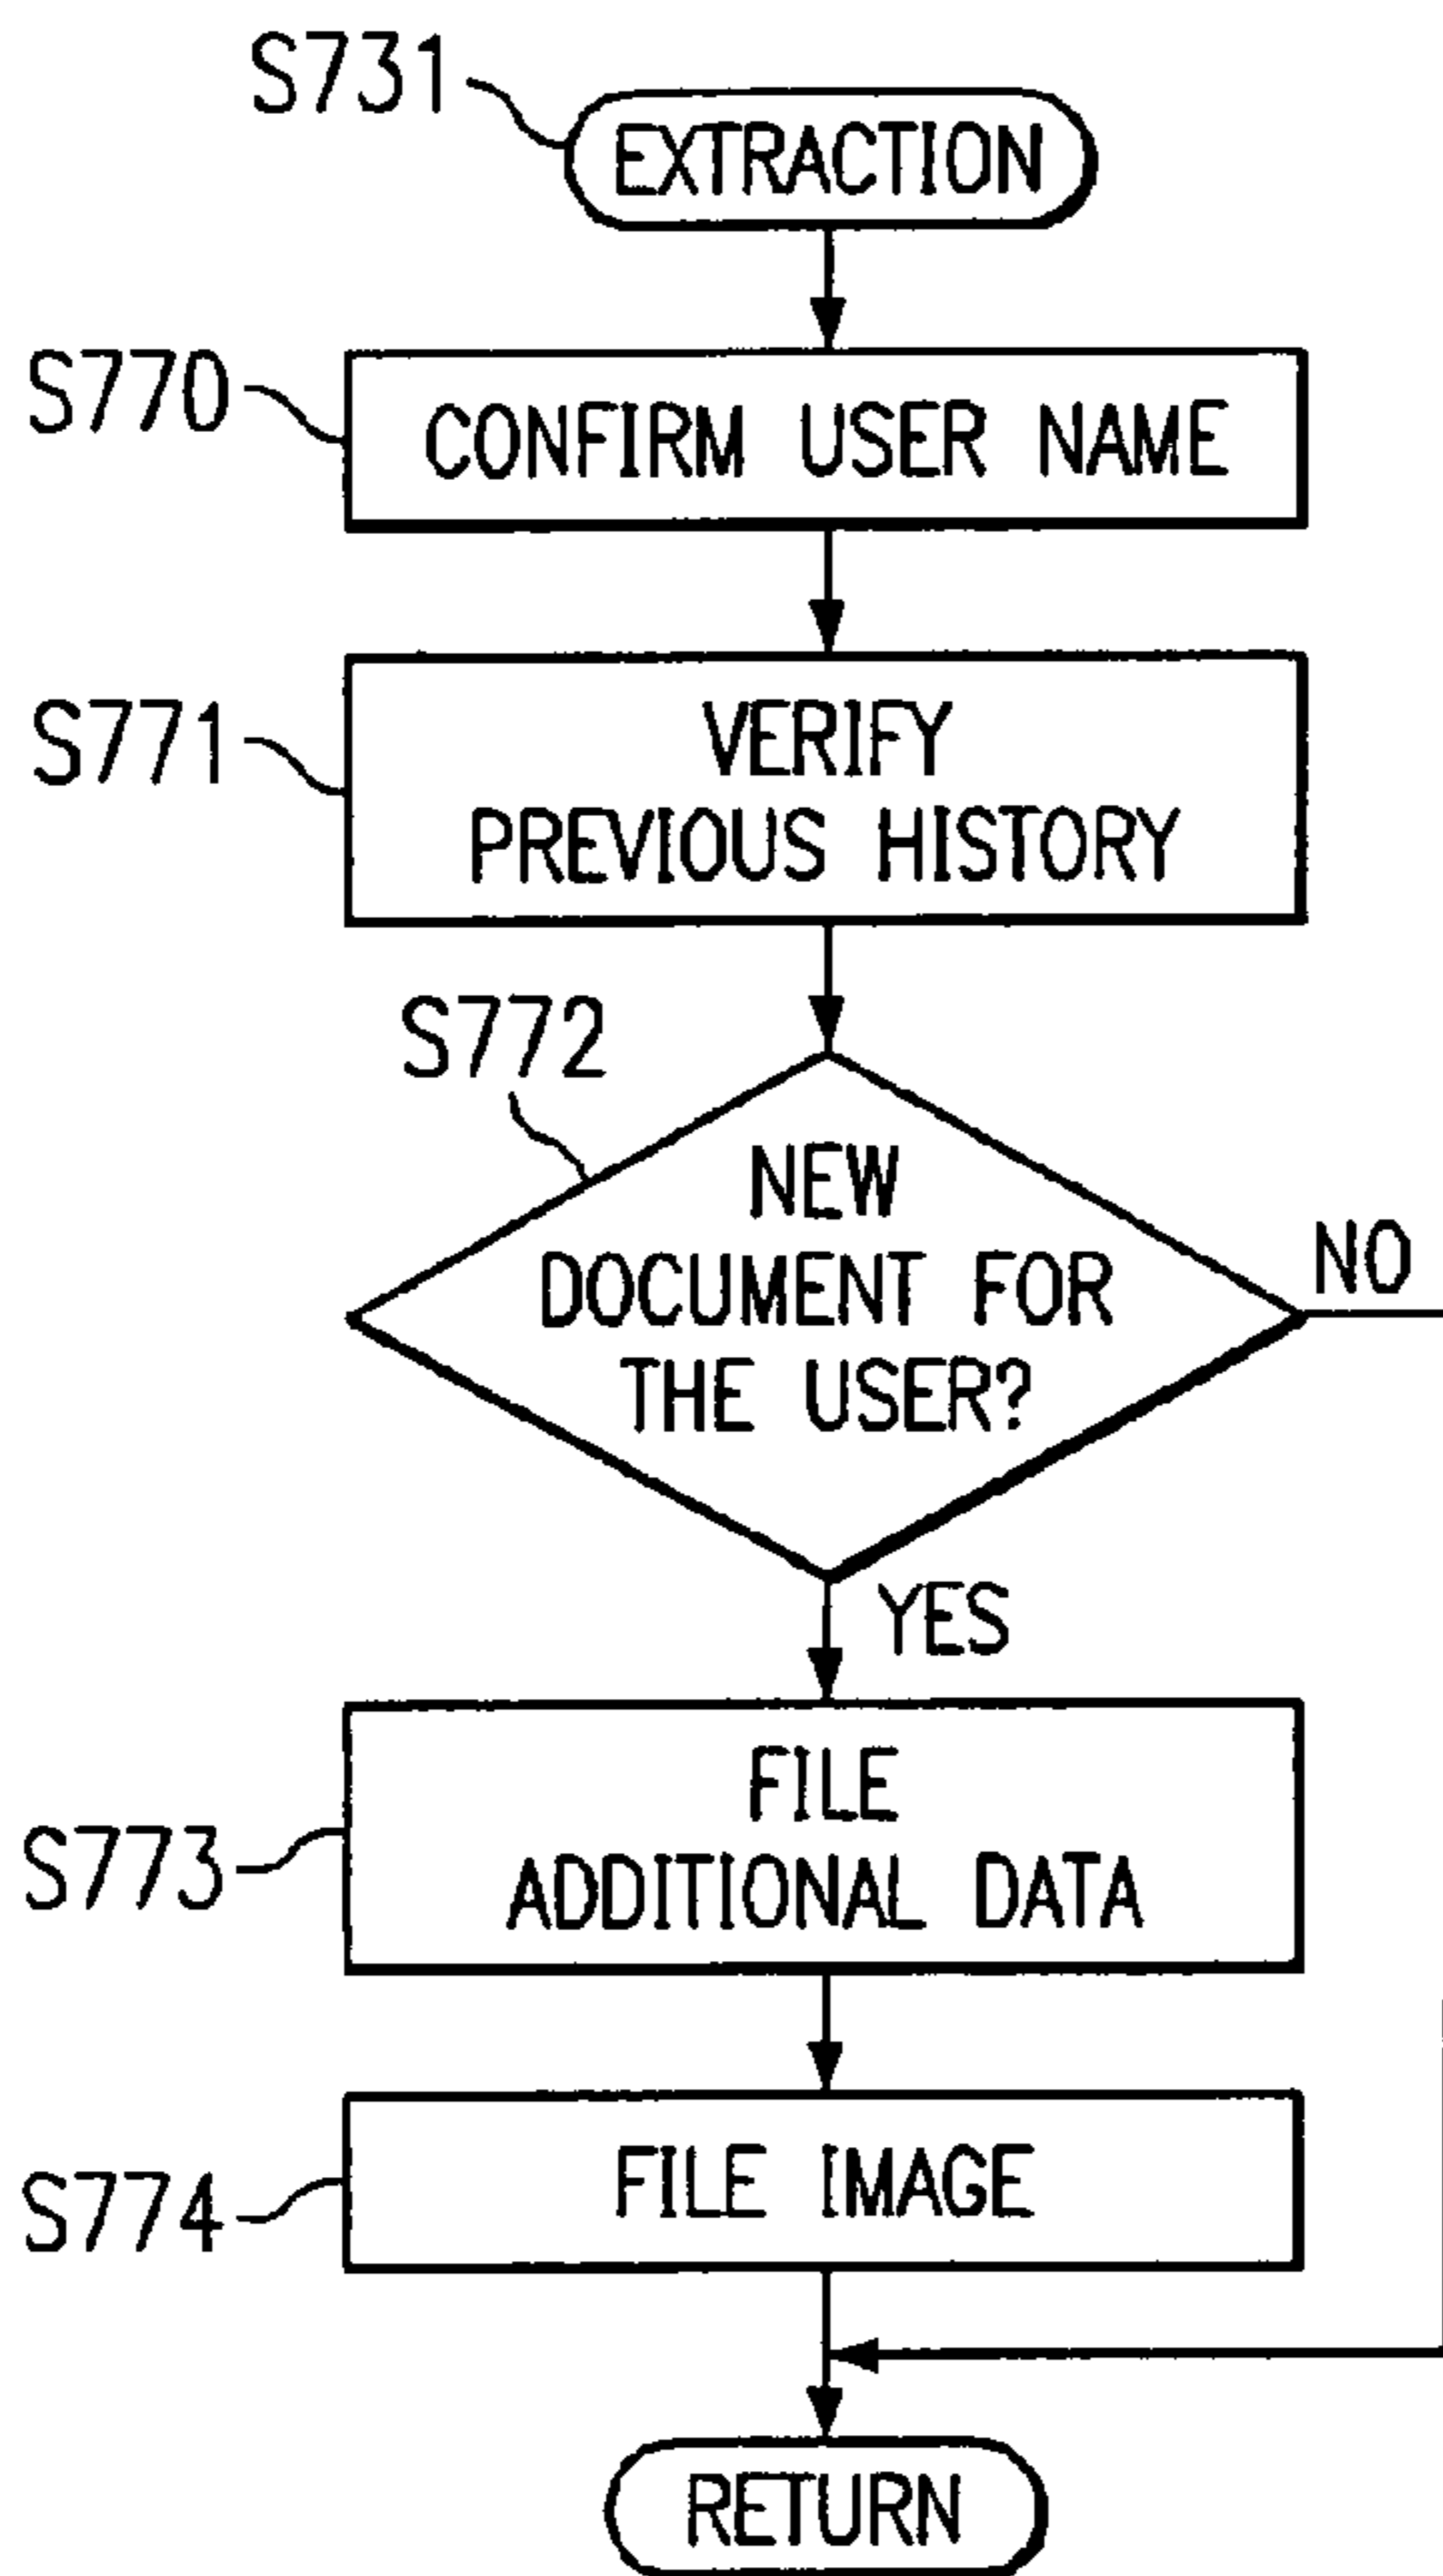 S731
EXTRACTION
S770
CONFIRM USER NAME
S771
VERIFY
PREVIOUS HISTORY
S772
NEW
DOCUMENT FOR
THE USER?
NO
YES
S773
FILE
ADDITIONAL DATA
S774
FILE IMAGE
RETURN